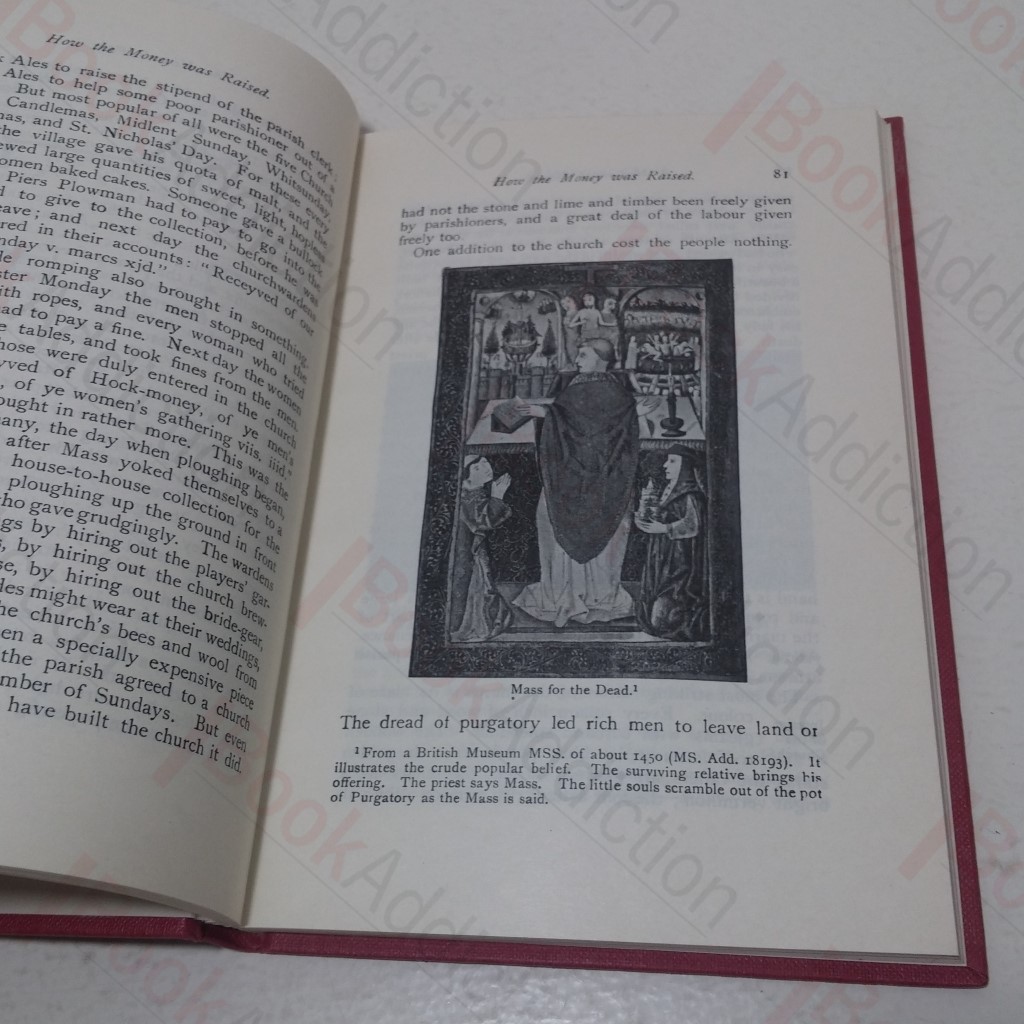 How the Money was Raised.
Ales to raise the stipend of the parish clerk;
Ales to help some poor parishioner out of a
But most popular of all were the five Church
Candlemas, Midlent Sunday, Whitsunday,
mas, and St. Nicholas' Day. For these every
the village gave his quota of malt, and the
ewed large quantities of sweet, light, hopless
omen baked cakes. Someone gave a bullock
Piers Plowman had to pay to go into the
d to give to the collection, before he was
eave; and next day the churchwardens
red in their accounts: "Receyved of our
nday v. marcs xjd."
de romping also brought in something.
ster Monday the men stopped all the
ith ropes, and every woman who tried
ad to pay a fine. Next day the women
e tables, and took fines from the men.
hose were duly entered in the church
yved of Hock-money, of ye men's
, of ye women's gathering viis. iiid."
ought in rather more. This was the
any, the day when ploughing began,
after Mass yoked themselves to a
house-to-house collection for the
ploughing up the ground in front
ho gave grudgingly. The wardens
gs by hiring out the players' gar-
s, by hiring out the church brew-
se, by hiring out the bride-gear,
des might wear at their weddings,
he church's bees and wool from
en a specially expensive piece
the parish agreed to a church
mber of Sundays. But even
have built the church it did,
How the Money was Raised. 81
had not the stone and lime and timber been freely given
by parishioners, and a great deal of the labour given
freely too.
One addition to the church cost the people nothing.
Mass for the Dead.¹
The dread of purgatory led rich men to leave land or
¹ From a British Museum MSS. of about 1450 (MS. Add. 18193). It
illustrates the crude popular belief. The surviving relative brings his
offering. The priest says Mass. The little souls scramble out of the pot
of Purgatory as the Mass is said.
BookAddiction